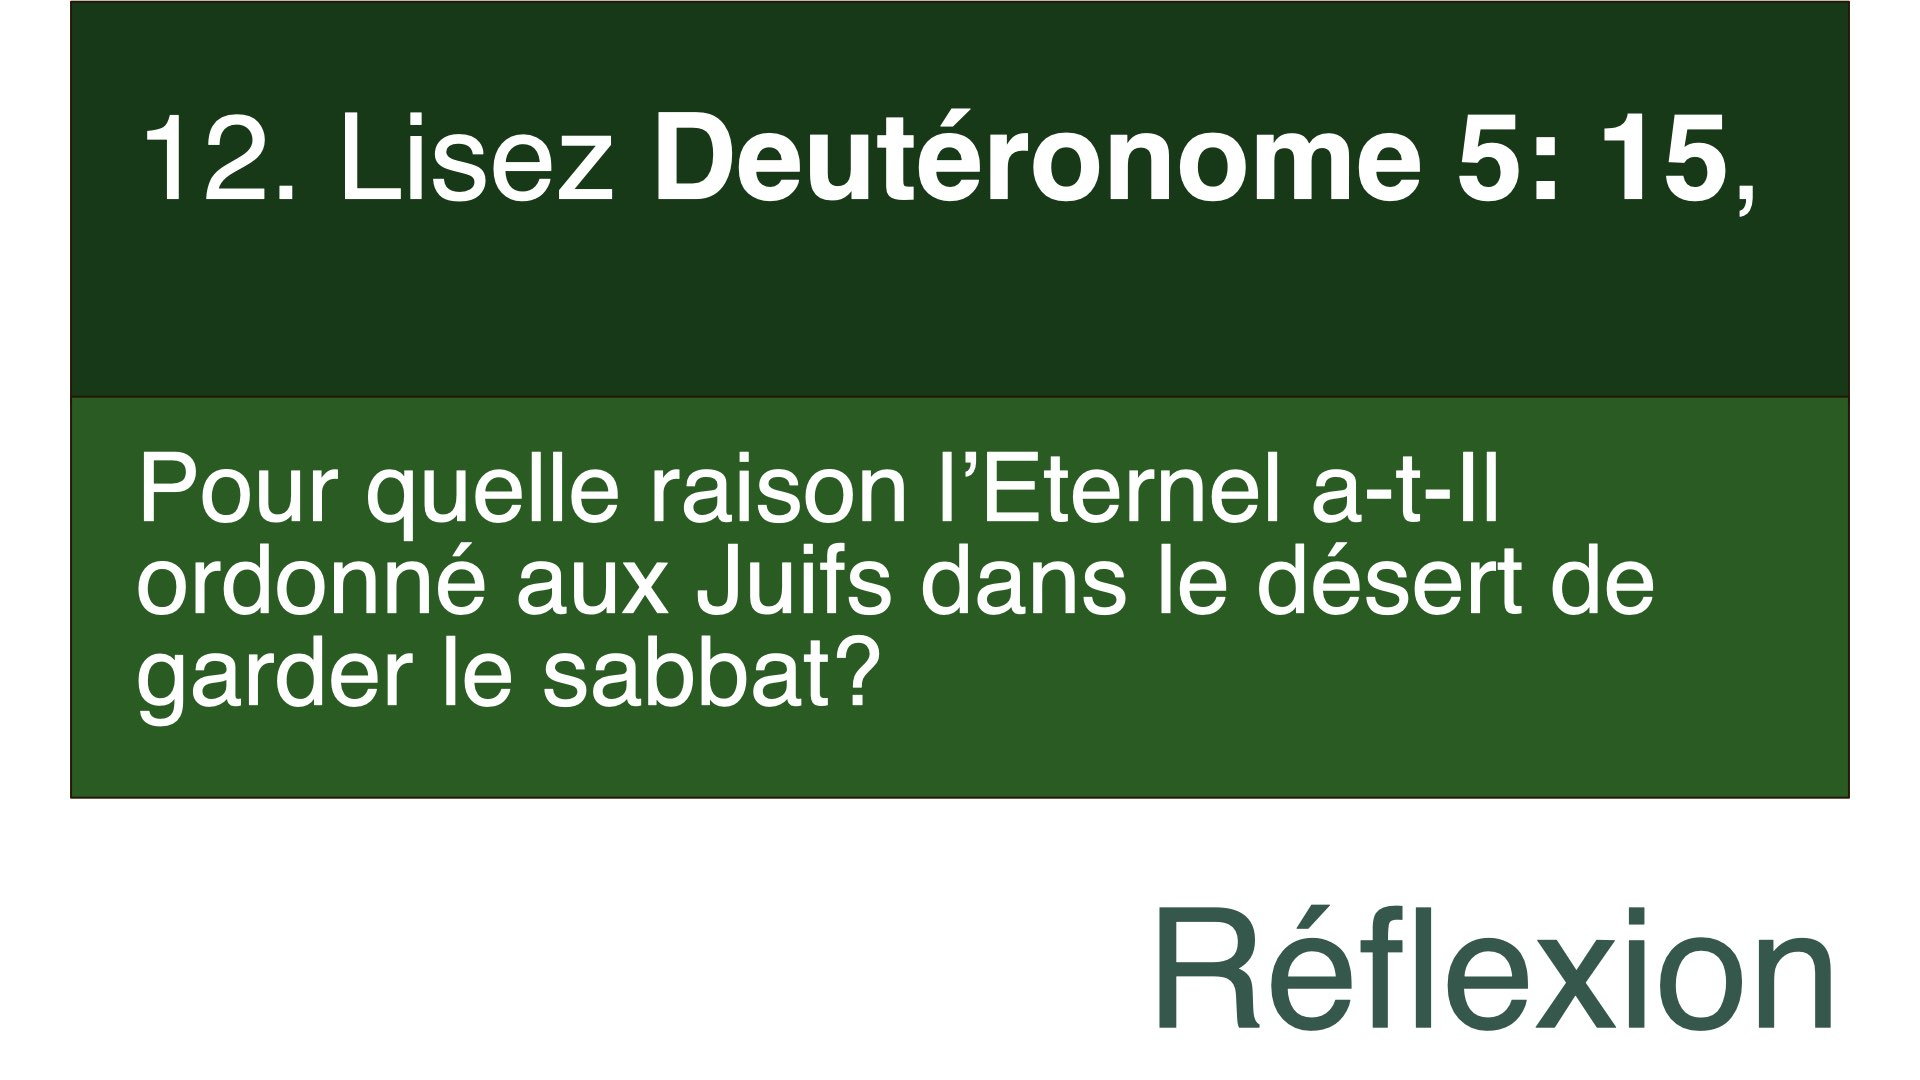 12. Lisez Deutéronome 5: 15,
Pour quelle raison l’Eternel a-t-Il
ordonné aux Juifs dans le désert de
garder le sabbat?
Réflexion